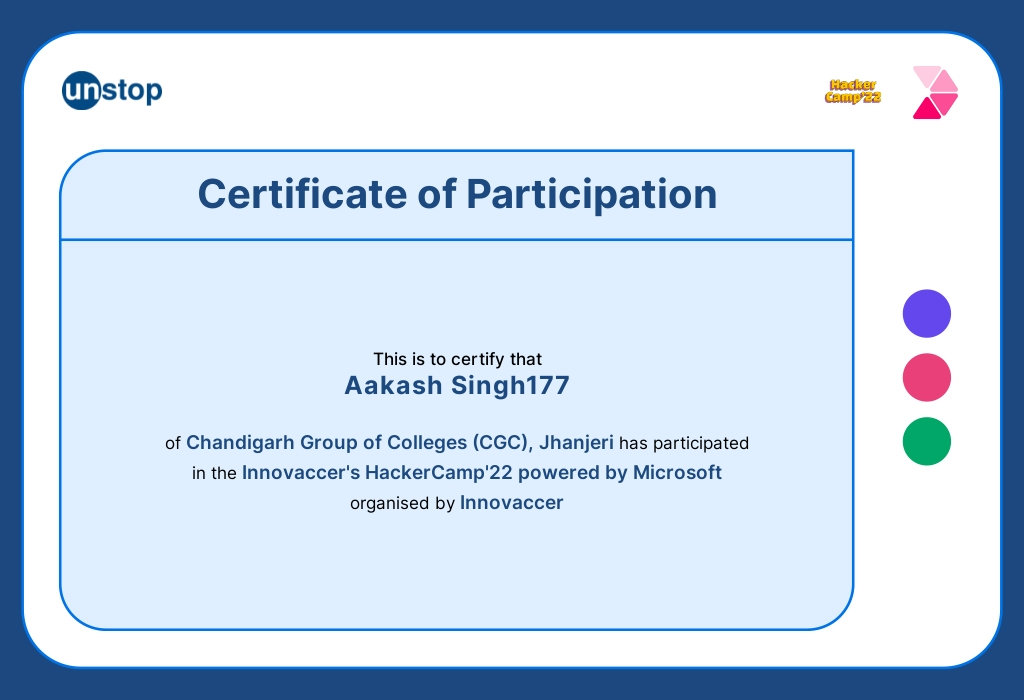 unstop
Hacker
Camp'22
Certificate of Participation
This is to certify that
Aakash Singh177
of Chandigarh Group of Colleges (CGC), Jhanjeri has participated
in the Innovaccer's HackerCamp'22 powered by Microsoft
organised by Innovaccer